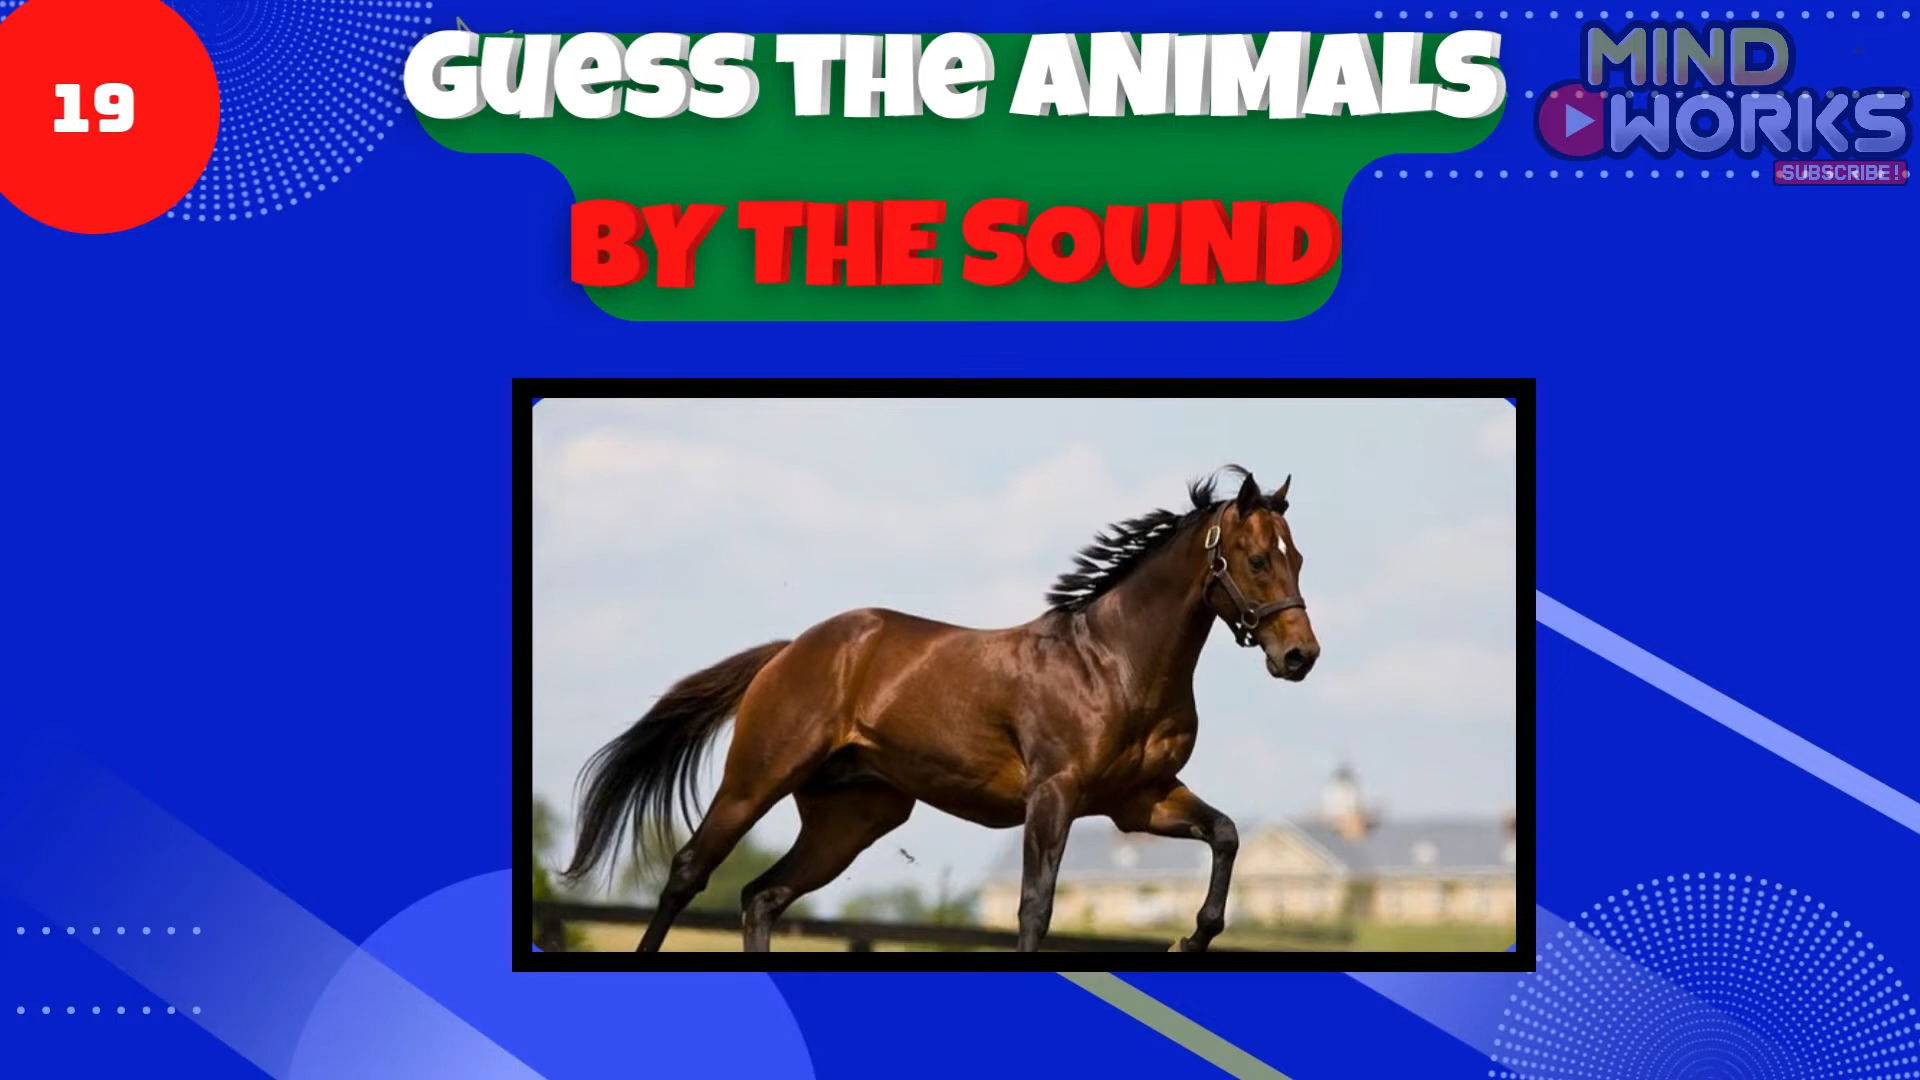 19
GUESS THE ANIMALS
BY THE SOUND
MIND
WORKS
SUBSCRIBE!